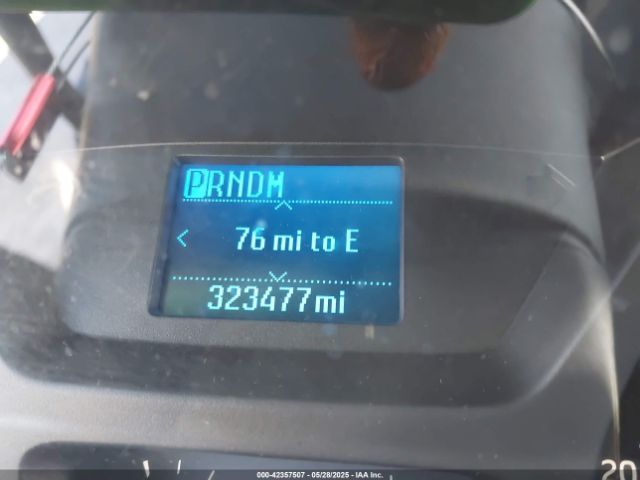 PRNDM
76 mi to E
323477mi
20
000-42357507 - 05/28/2025 - IAA Inc.